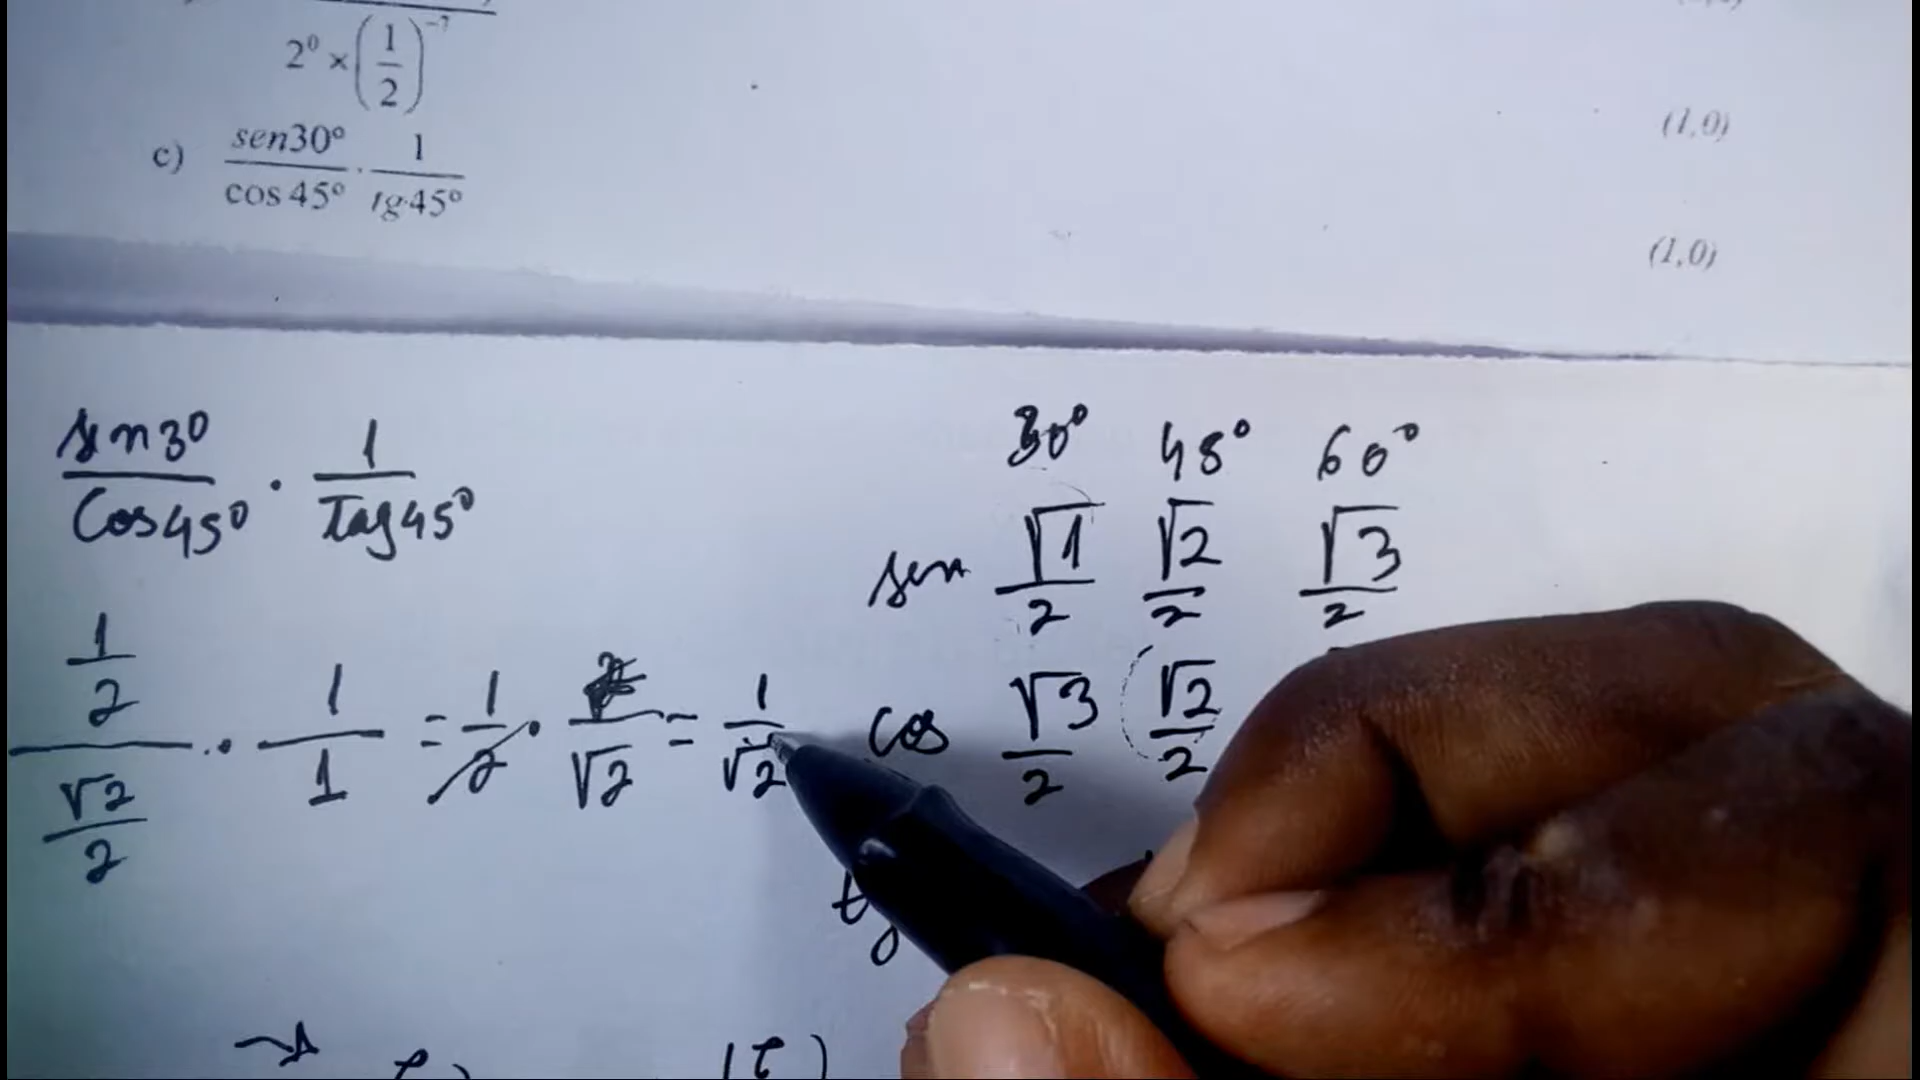 2⁰ × (1/2)⁻⁷
(1,0)
c) sen30°/cos 45° · 1/tg·45°
(1,0)
sen30/Cos45° · 1/Tag45°
30° 45° 60°
sen √1/2 √2/2 √3/2
(1/2)/(√2/2) · 1/1 = 1/2 · 2/√2 = 1/√2
cos √3/2 √2/2